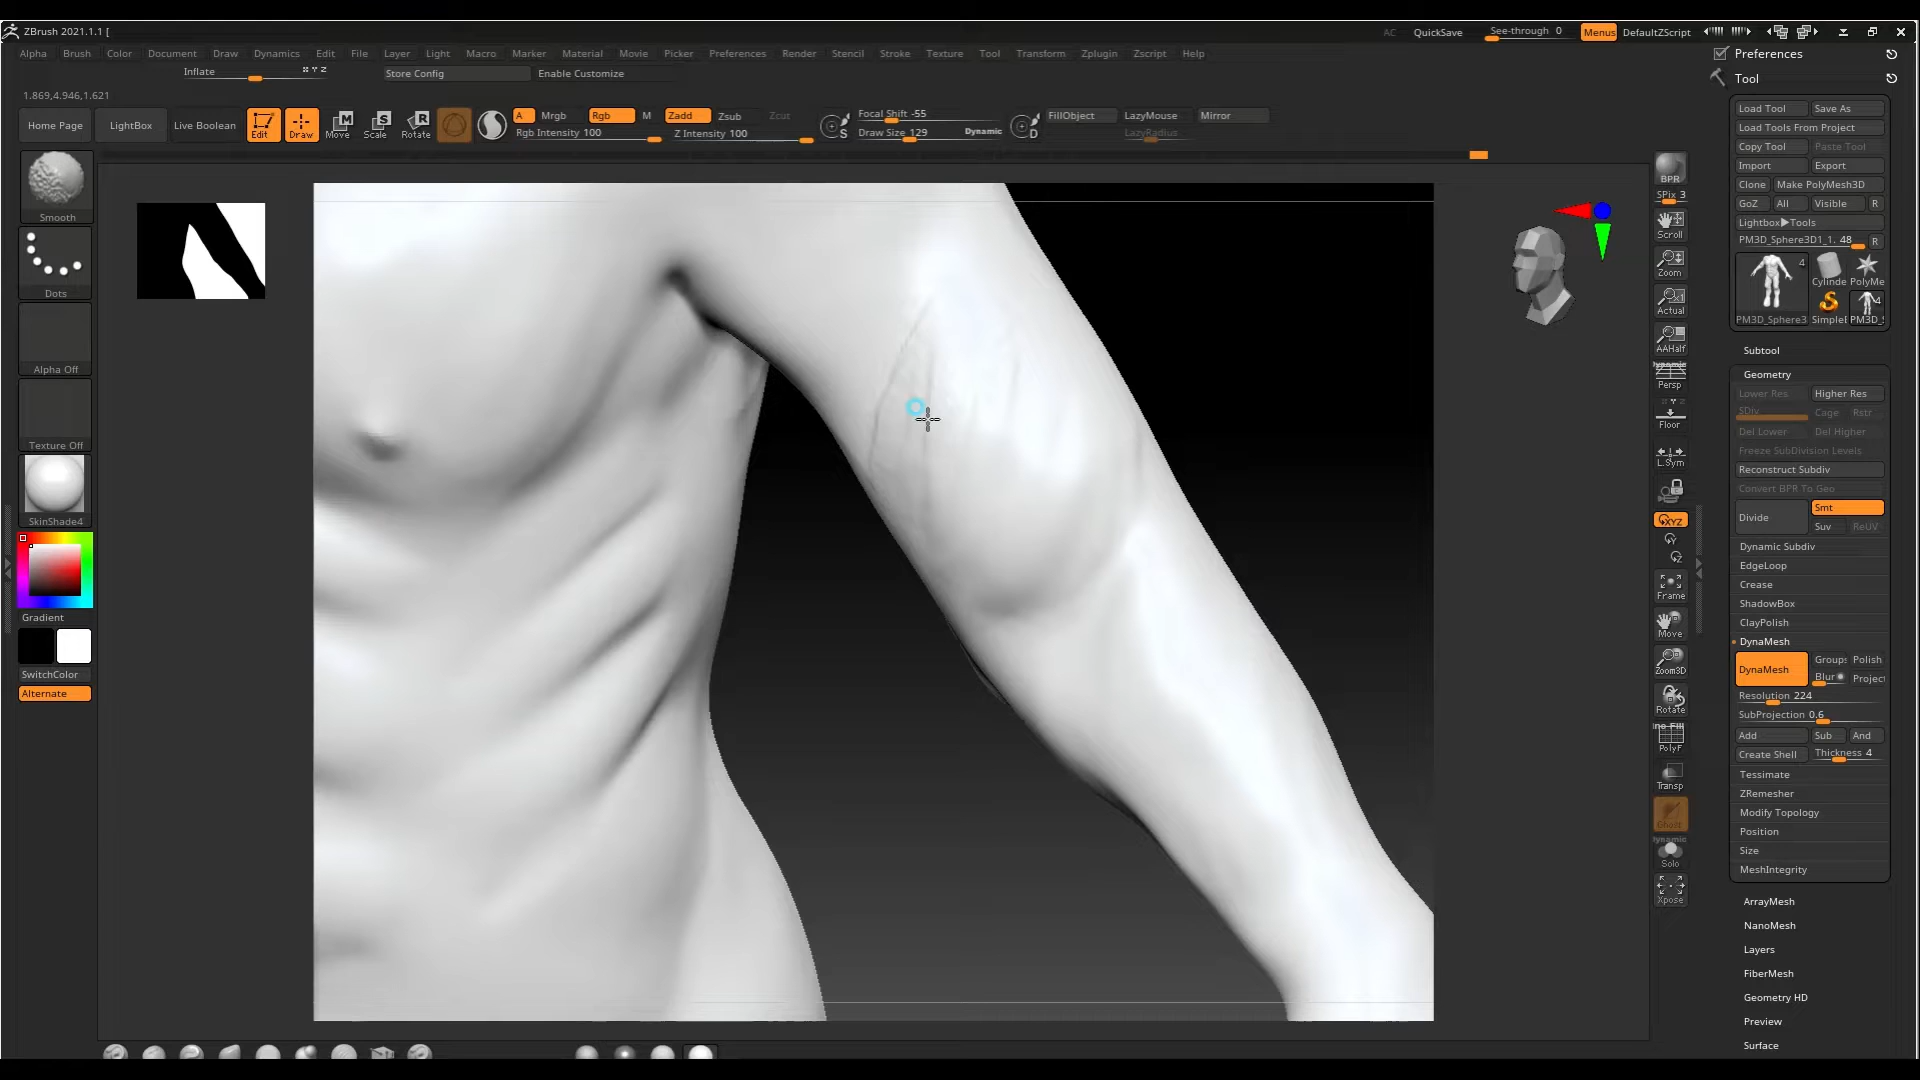 ZBrush 2021.1.1 [
AC QuickSave See-through 0 Menus DefaultZScript
Alpha Brush Color Document Draw Dynamics Edit File Layer Light Macro Marker Material Movie Picker Preferences Render Stencil Stroke Texture Tool Transform Zplugin Zscript Help
Inflate X Y Z Store Config Enable Customize
1.869,4.946,1.621
Home Page LightBox Live Boolean Edit Draw Move Scale Rotate
A Mrgb Rgb M Zadd Zsub Zcut
Rgb Intensity 100 Z Intensity 100
Focal Shift -55
Draw Size 129 Dynamic
FillObject LazyMouse Mirror
LazyRadius
Smooth
Dots
Alpha Off
Texture Off
SkinShade4
Gradient
SwitchColor
Alternate
BPR
SPix 3
Scroll
Zoom
Actual
AAHalf
Dynamic
Persp
X Y Z
Floor
L.Sym
XYZ
Frame
Move
Zoom3D
Rotate
PolyF
Transp
Ghost
Dynamic
Solo
Xpose
Preferences
Tool
Load Tool Save As
Load Tools From Project
Copy Tool Paste Tool
Import Export
Clone Make PolyMesh3D
GoZ All Visible R
Lightbox▶Tools
PM3D_Sphere3D1_1. 48 R
4
Cylinde PolyMe
4
PM3D_Sphere3 SimpleB PM3D_S
Subtool
Geometry
Lower Res Higher Res
SDiv Cage Rstr
Del Lower Del Higher
Freeze SubDivision Levels
Reconstruct Subdiv
Convert BPR To Geo
Divide Smt
Suv ReUV
Dynamic Subdiv
EdgeLoop
Crease
ShadowBox
ClayPolish
DynaMesh
DynaMesh Groups Polish
Blur Project
Resolution 224
SubProjection 0.6
Add Sub And
Create Shell Thickness 4
Tessimate
ZRemesher
Modify Topology
Position
Size
MeshIntegrity
ArrayMesh
NanoMesh
Layers
FiberMesh
Geometry HD
Preview
Surface